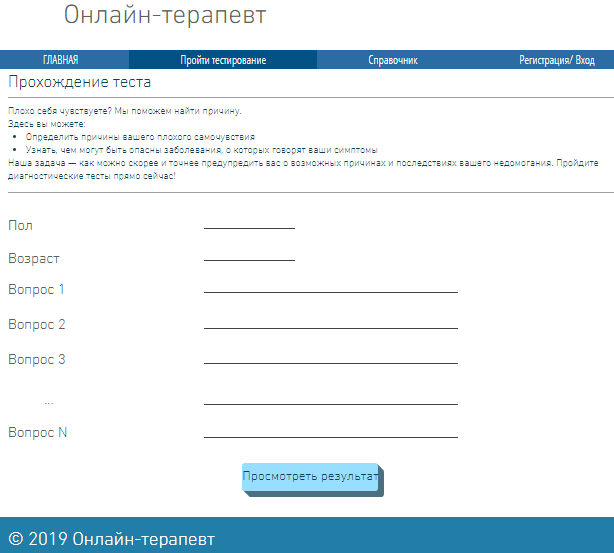 Онлайн-терапевт
ГЛАВНАЯ Пройти тестирование Справочник Регистрация/ Вход
Прохождение теста
Плохо себя чувствуете? Мы поможем найти причину.
Здесь вы можете:
• Определить причины вашего плохого самочувствия
• Узнать, чем могут быть опасны заболевания, о которых говорят ваши симптомы
Наша задача — как можно скорее и точнее предупредить вас о возможных причинах и последствиях вашего недомогания. Пройдите
диагностические тесты прямо сейчас!
Пол
Возраст
Вопрос 1
Вопрос 2
Вопрос 3
...
Вопрос N
Просмотреть результат
© 2019 Онлайн-терапевт